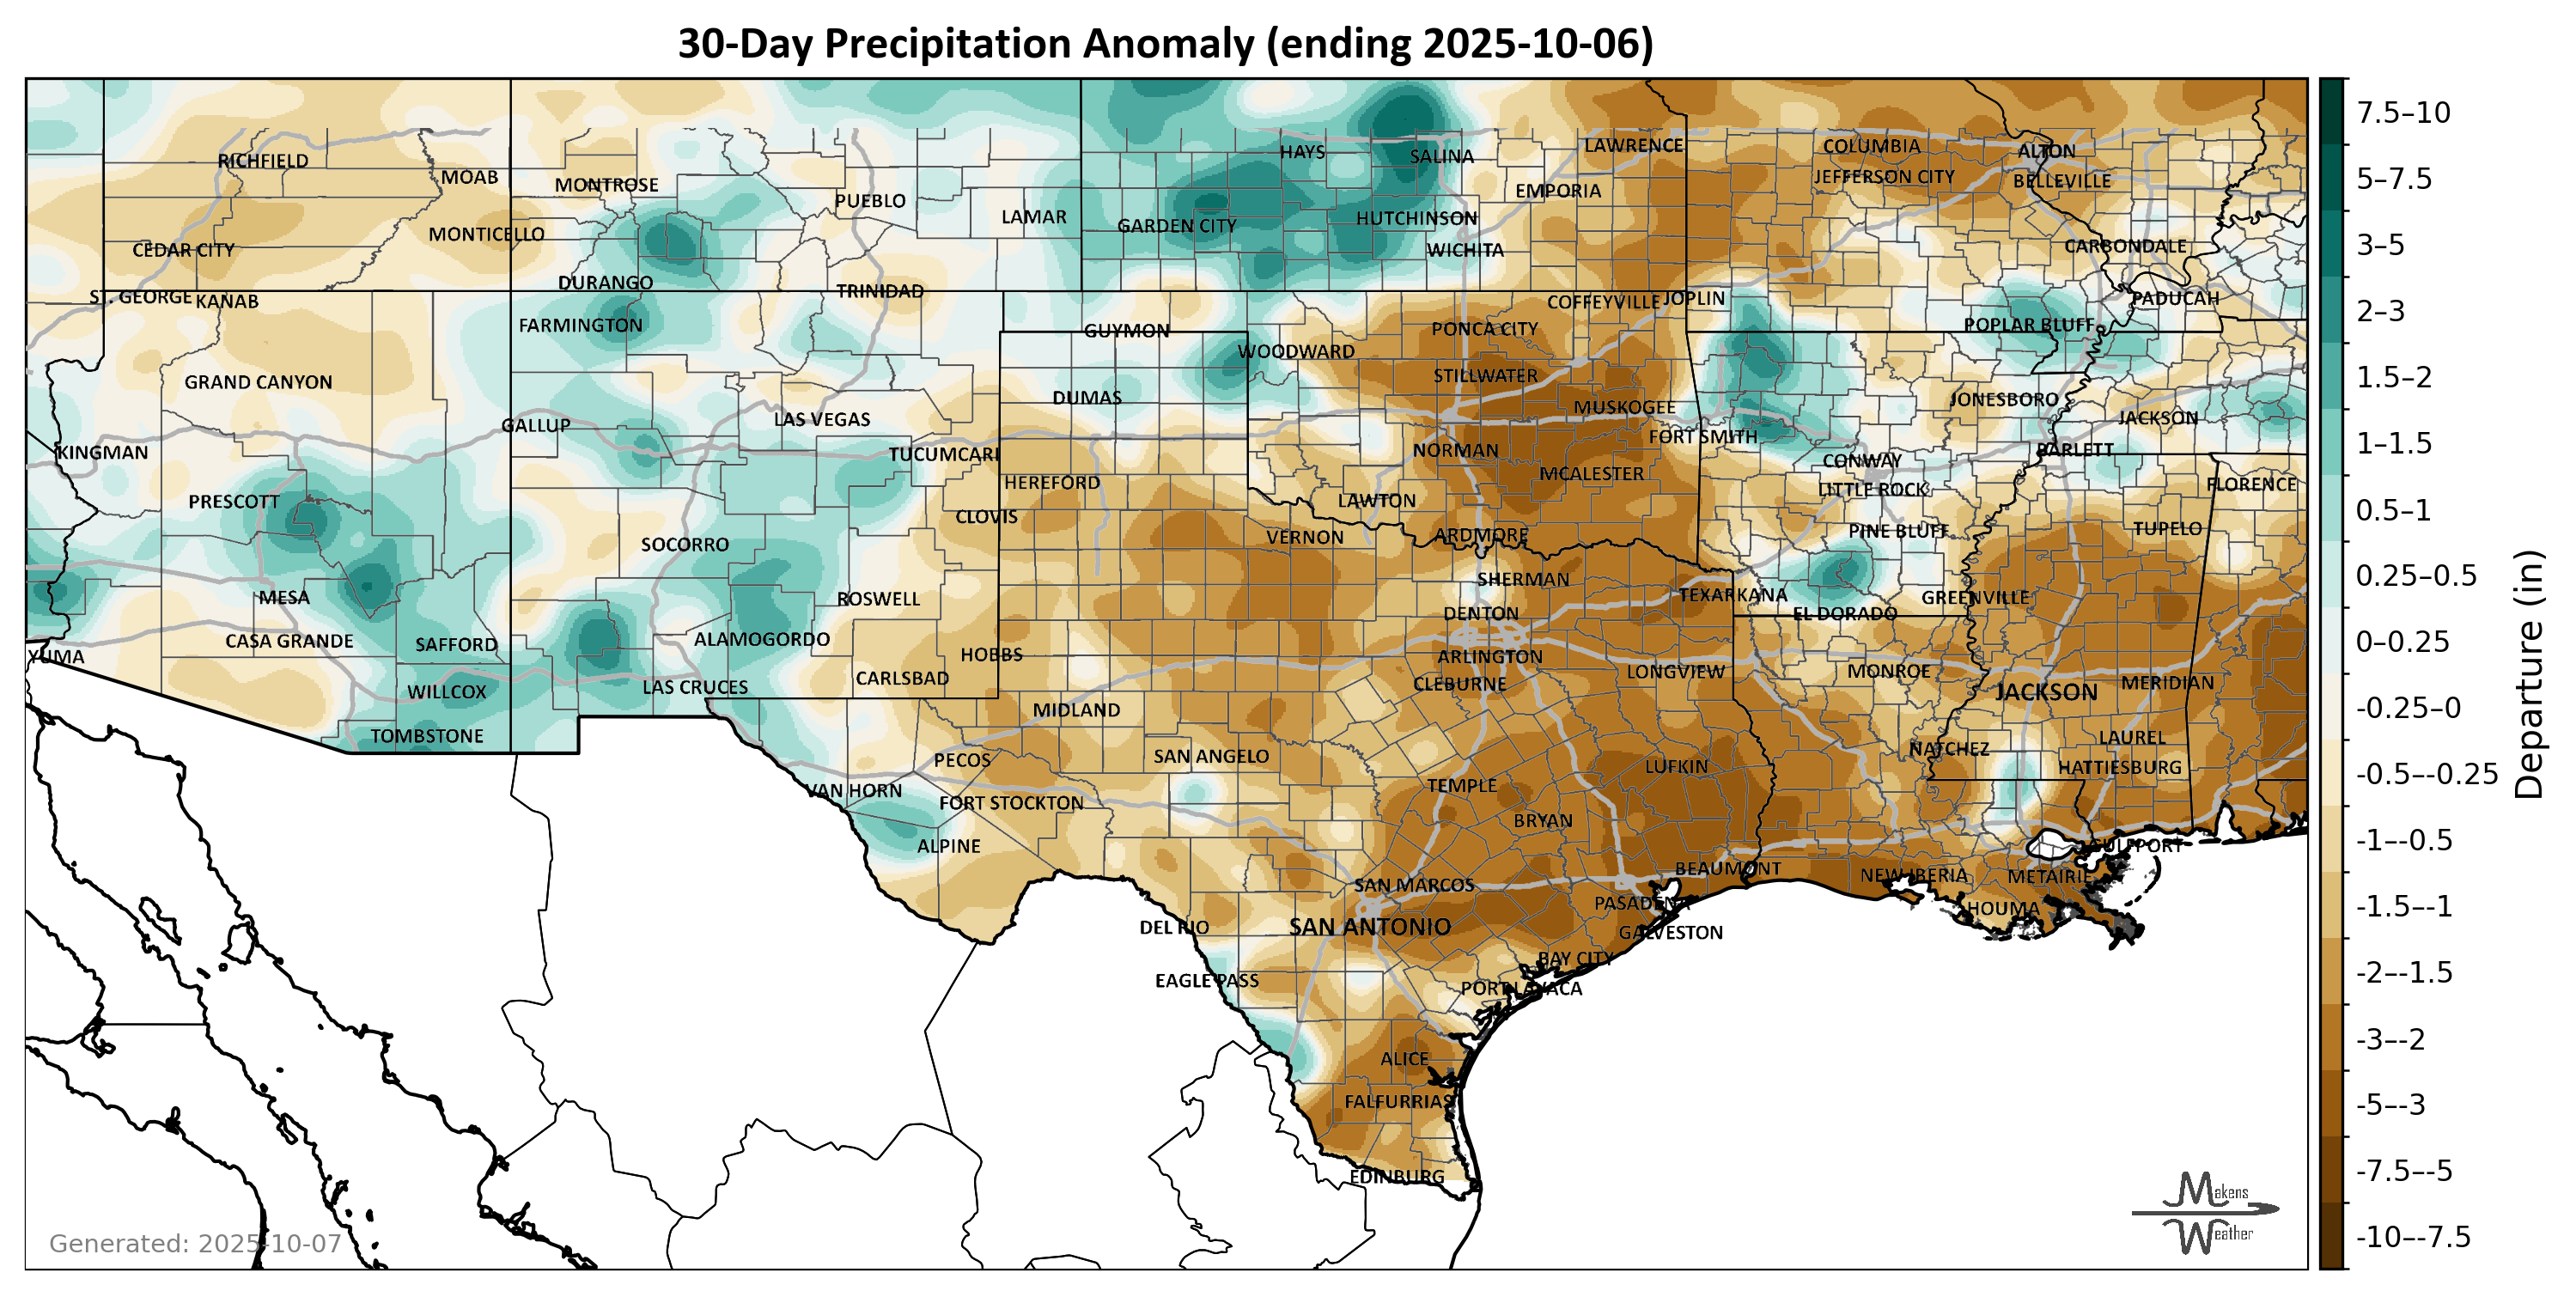 30-Day Precipitation Anomaly (ending 2025-10-06)
LAWRENCE
COLUMBIA
ALTON
HAYS
SALINA
RICHFIELD
MOAB
JEFFERSON CITY
BELLEVILLE
MONTROSE
EMPORIA
PUEBLO
LAMAR
HUTCHINSON
GARDEN CITY
MONTICELLO
CEDAR CITY
WICHITA
CARBONDALE
DURANGO
TRINIDAD
ST. GEORGE
KANAB
COFFEYVILLE
JOPLIN
PADUCAH
FARMINGTON
GUYMON
PONCA CITY
POPLAR BLUFF
WOODWARD
STILLWATER
GRAND CANYON
DUMAS
MUSKOGEE
JONESBORO
LAS VEGAS
JACKSON
GALLUP
FORT SMITH
KINGMAN
TUCUMCARI
NORMAN
BARLETT
CONWAY
MCALESTER
HEREFORD
LITTLE ROCK
FLORENCE
PRESCOTT
LAWTON
CLOVIS
TUPELO
PINE BLUFF
VERNON
ARDMORE
SOCORRO
SHERMAN
MESA
ROSWELL
TEXARKANA
GREENVILLE
DENTON
EL DORADO
CASA GRANDE
SAFFORD
ALAMOGORDO
YUMA
HOBBS
ARLINGTON
LONGVIEW
MONROE
CARLSBAD
CLEBURNE
MERIDIAN
WILLCOX
LAS CRUCES
JACKSON
MIDLAND
TOMBSTONE
LAUREL
NATCHEZ
SAN ANGELO
PECOS
LUFKIN
HATTIESBURG
TEMPLE
VAN HORN
FORT STOCKTON
BRYAN
ALPINE
GULFPORT
BEAUMONT
NEW IBERIA
METAIRIE
SAN MARCOS
PASADENA
HOUMA
DEL RIO
SAN ANTONIO
GALVESTON
BAY CITY
EAGLE PASS
PORT LAVACA
ALICE
FALFURRIAS
EDINBURG
Generated: 2025-10-07
Makens
Weather
7.5–10
5–7.5
3–5
2–3
1.5–2
1–1.5
0.5–1
0.25–0.5
0–0.25
-0.25–0
-0.5–-0.25
-1–-0.5
-1.5–-1
-2–-1.5
-3–-2
-5–-3
-7.5–-5
-10–-7.5
Departure (in)